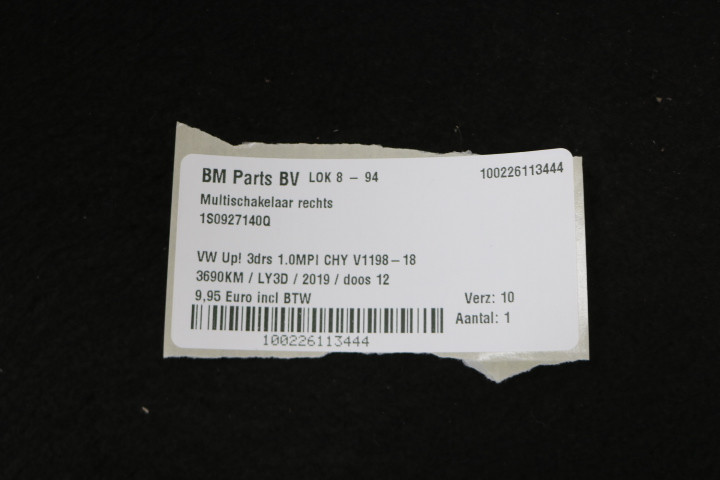 BM Parts BV LOK 8 - 94 100226113444
Multischakelaar rechts
1S0927140Q
VW Up! 3drs 1.0MPI CHY V1198-18
3690KM / LY3D / 2019 / doos 12
9,95 Euro incl BTW Verz: 10
Aantal: 1
100226113444